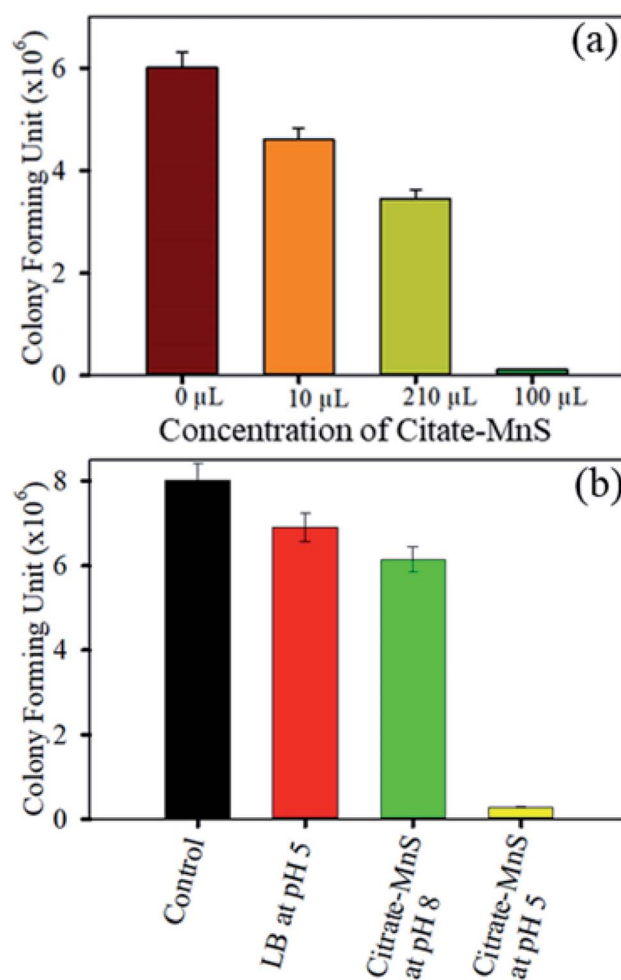 (a)
Colony Forming Unit (x10⁶)
6
4
2
0
0 µL 10 µL 210 µL 100 µL
Concentration of Citate-MnS
(b)
Colony Forming Unit (x10⁶)
8
6
4
2
0
Control
LB at pH 5
Citrate-MnS
at pH 8
Citrate-MnS
at pH 5